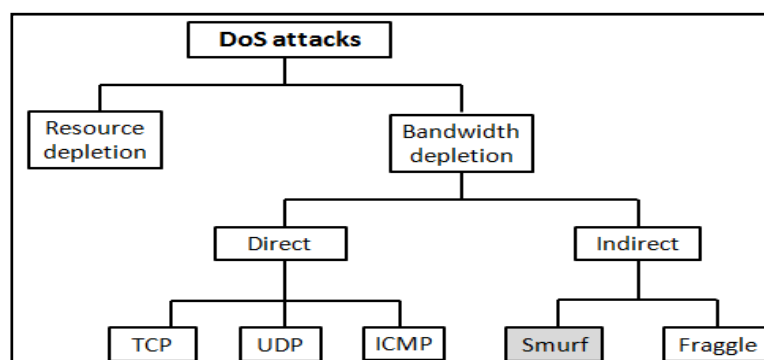 DoS attacks
Resource
depletion
Bandwidth
depletion
Direct
Indirect
TCP
UDP
ICMP
Smurf
Fraggle